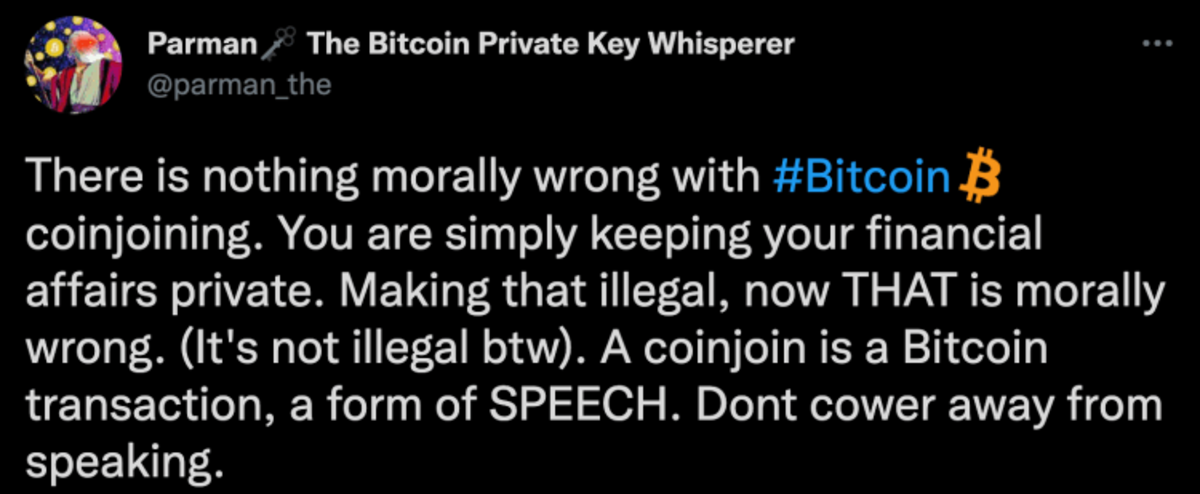 Parman🗝 The Bitcoin Private Key Whisperer
@parman_the
There is nothing morally wrong with #Bitcoin
coinjoining. You are simply keeping your financial
affairs private. Making that illegal, now THAT is morally
wrong. (It's not illegal btw). A coinjoin is a Bitcoin
transaction, a form of SPEECH. Dont cower away from
speaking.